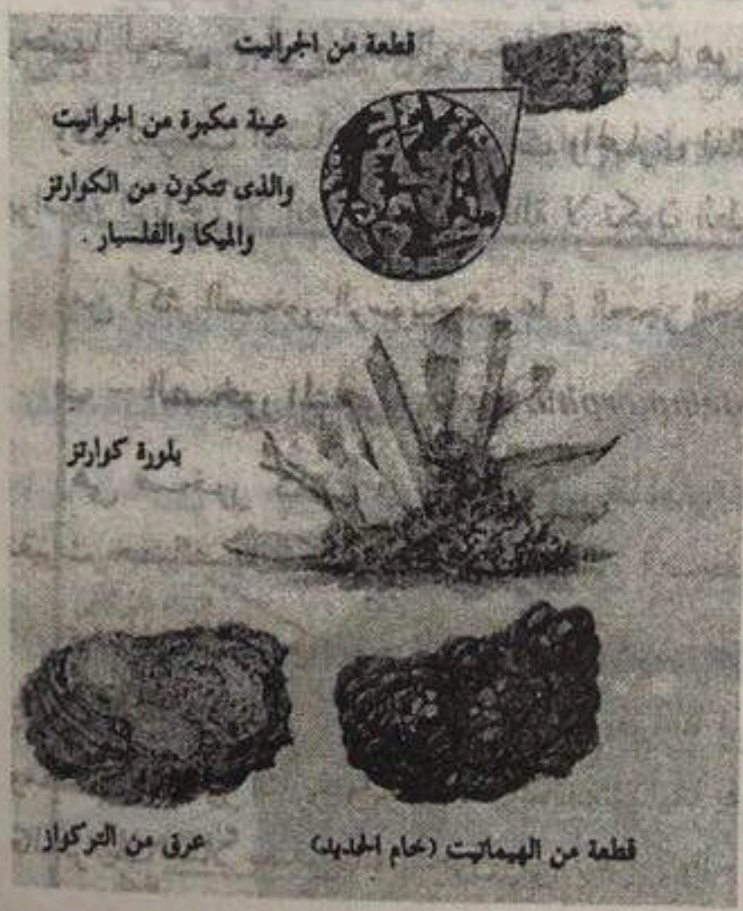 قطعة من الجرانيت
عينة مكبرة من الجرانيت
والذى تتكون من الكوارتز
والميكا والفلسبار .
بلورة كوارتز
قطعة من الهيماتيت (خام الحديد)
عرق من التركواز